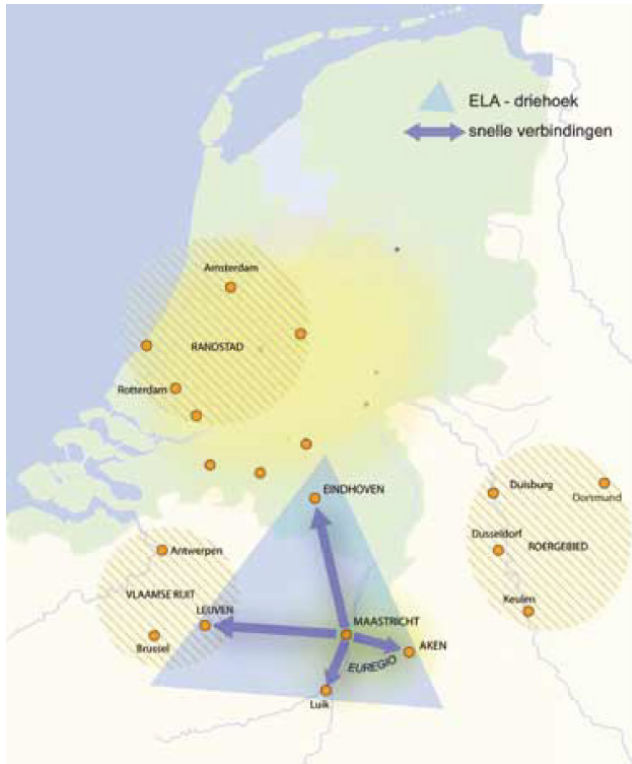 ELA - driehoek
snelle verbindingen
Amsterdam
RANDSTAD
Rotterdam
EINDHOVEN
Duisburg
Dortmund
Antwerpen
Dusseldorf
ROERGEBIED
VLAAMSE RUIT
LEUVEN
Keulen
MAASTRICHT
Brussel
AKEN
EUREGIO
Luik